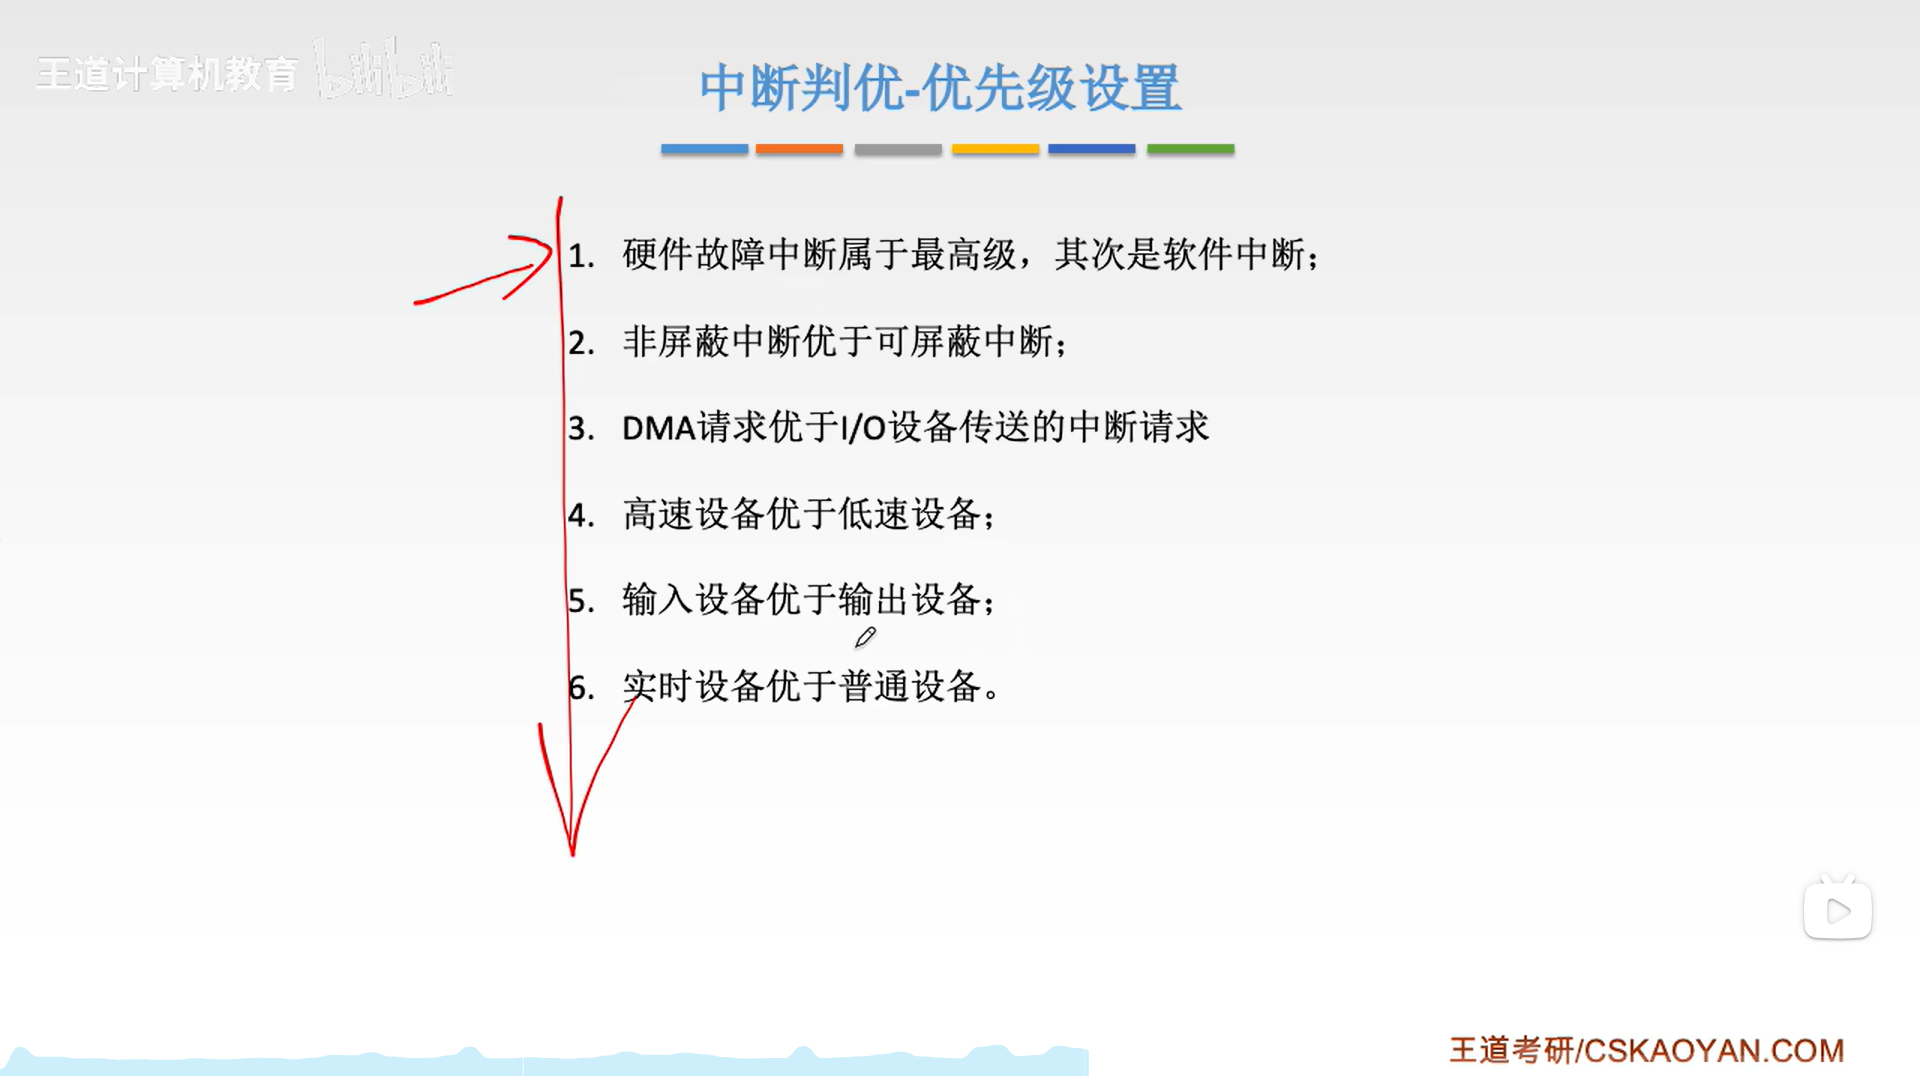 王道计算机教育 bilibili
中断判优-优先级设置
1. 硬件故障中断属于最高级，其次是软件中断；
2. 非屏蔽中断优于可屏蔽中断；
3. DMA请求优于I/O设备传送的中断请求
4. 高速设备优于低速设备；
5. 输入设备优于输出设备；
6. 实时设备优于普通设备。
王道考研/CSKAOYAN.COM